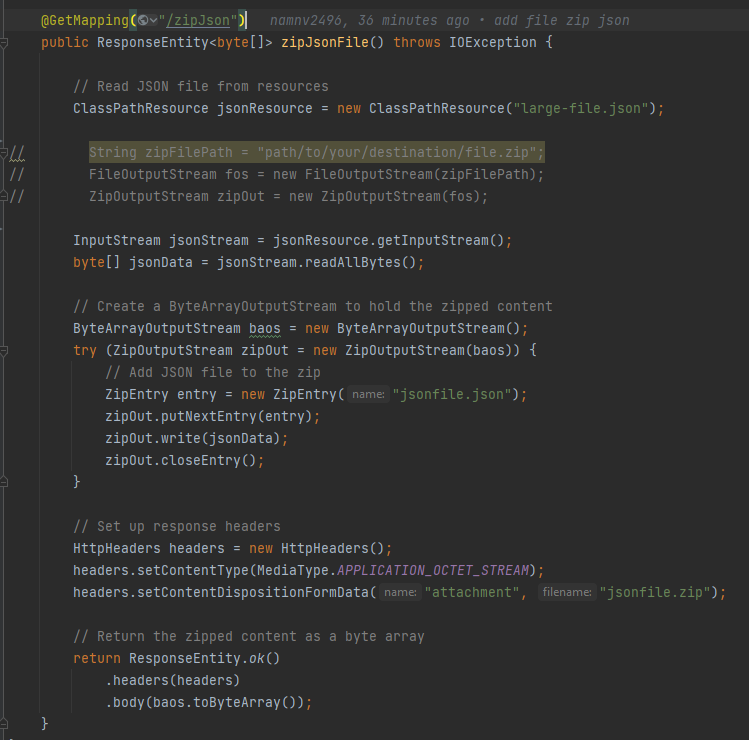 @GetMapping("/zipJson") namnv2496, 36 minutes ago • add file zip json
public ResponseEntity<byte[]> zipJsonFile() throws IOException {
// Read JSON file from resources
ClassPathResource jsonResource = new ClassPathResource("large-file.json");
// String zipFilePath = "path/to/your/destination/file.zip";
// FileOutputStream fos = new FileOutputStream(zipFilePath);
// ZipOutputStream zipOut = new ZipOutputStream(fos);
InputStream jsonStream = jsonResource.getInputStream();
byte[] jsonData = jsonStream.readAllBytes();
// Create a ByteArrayOutputStream to hold the zipped content
ByteArrayOutputStream baos = new ByteArrayOutputStream();
try (ZipOutputStream zipOut = new ZipOutputStream(baos)) {
// Add JSON file to the zip
ZipEntry entry = new ZipEntry( name: "jsonfile.json");
zipOut.putNextEntry(entry);
zipOut.write(jsonData);
zipOut.closeEntry();
}
// Set up response headers
HttpHeaders headers = new HttpHeaders();
headers.setContentType(MediaType.APPLICATION_OCTET_STREAM);
headers.setContentDispositionFormData( name: "attachment", filename: "jsonfile.zip");
// Return the zipped content as a byte array
return ResponseEntity.ok()
.headers(headers)
.body(baos.toByteArray());
}